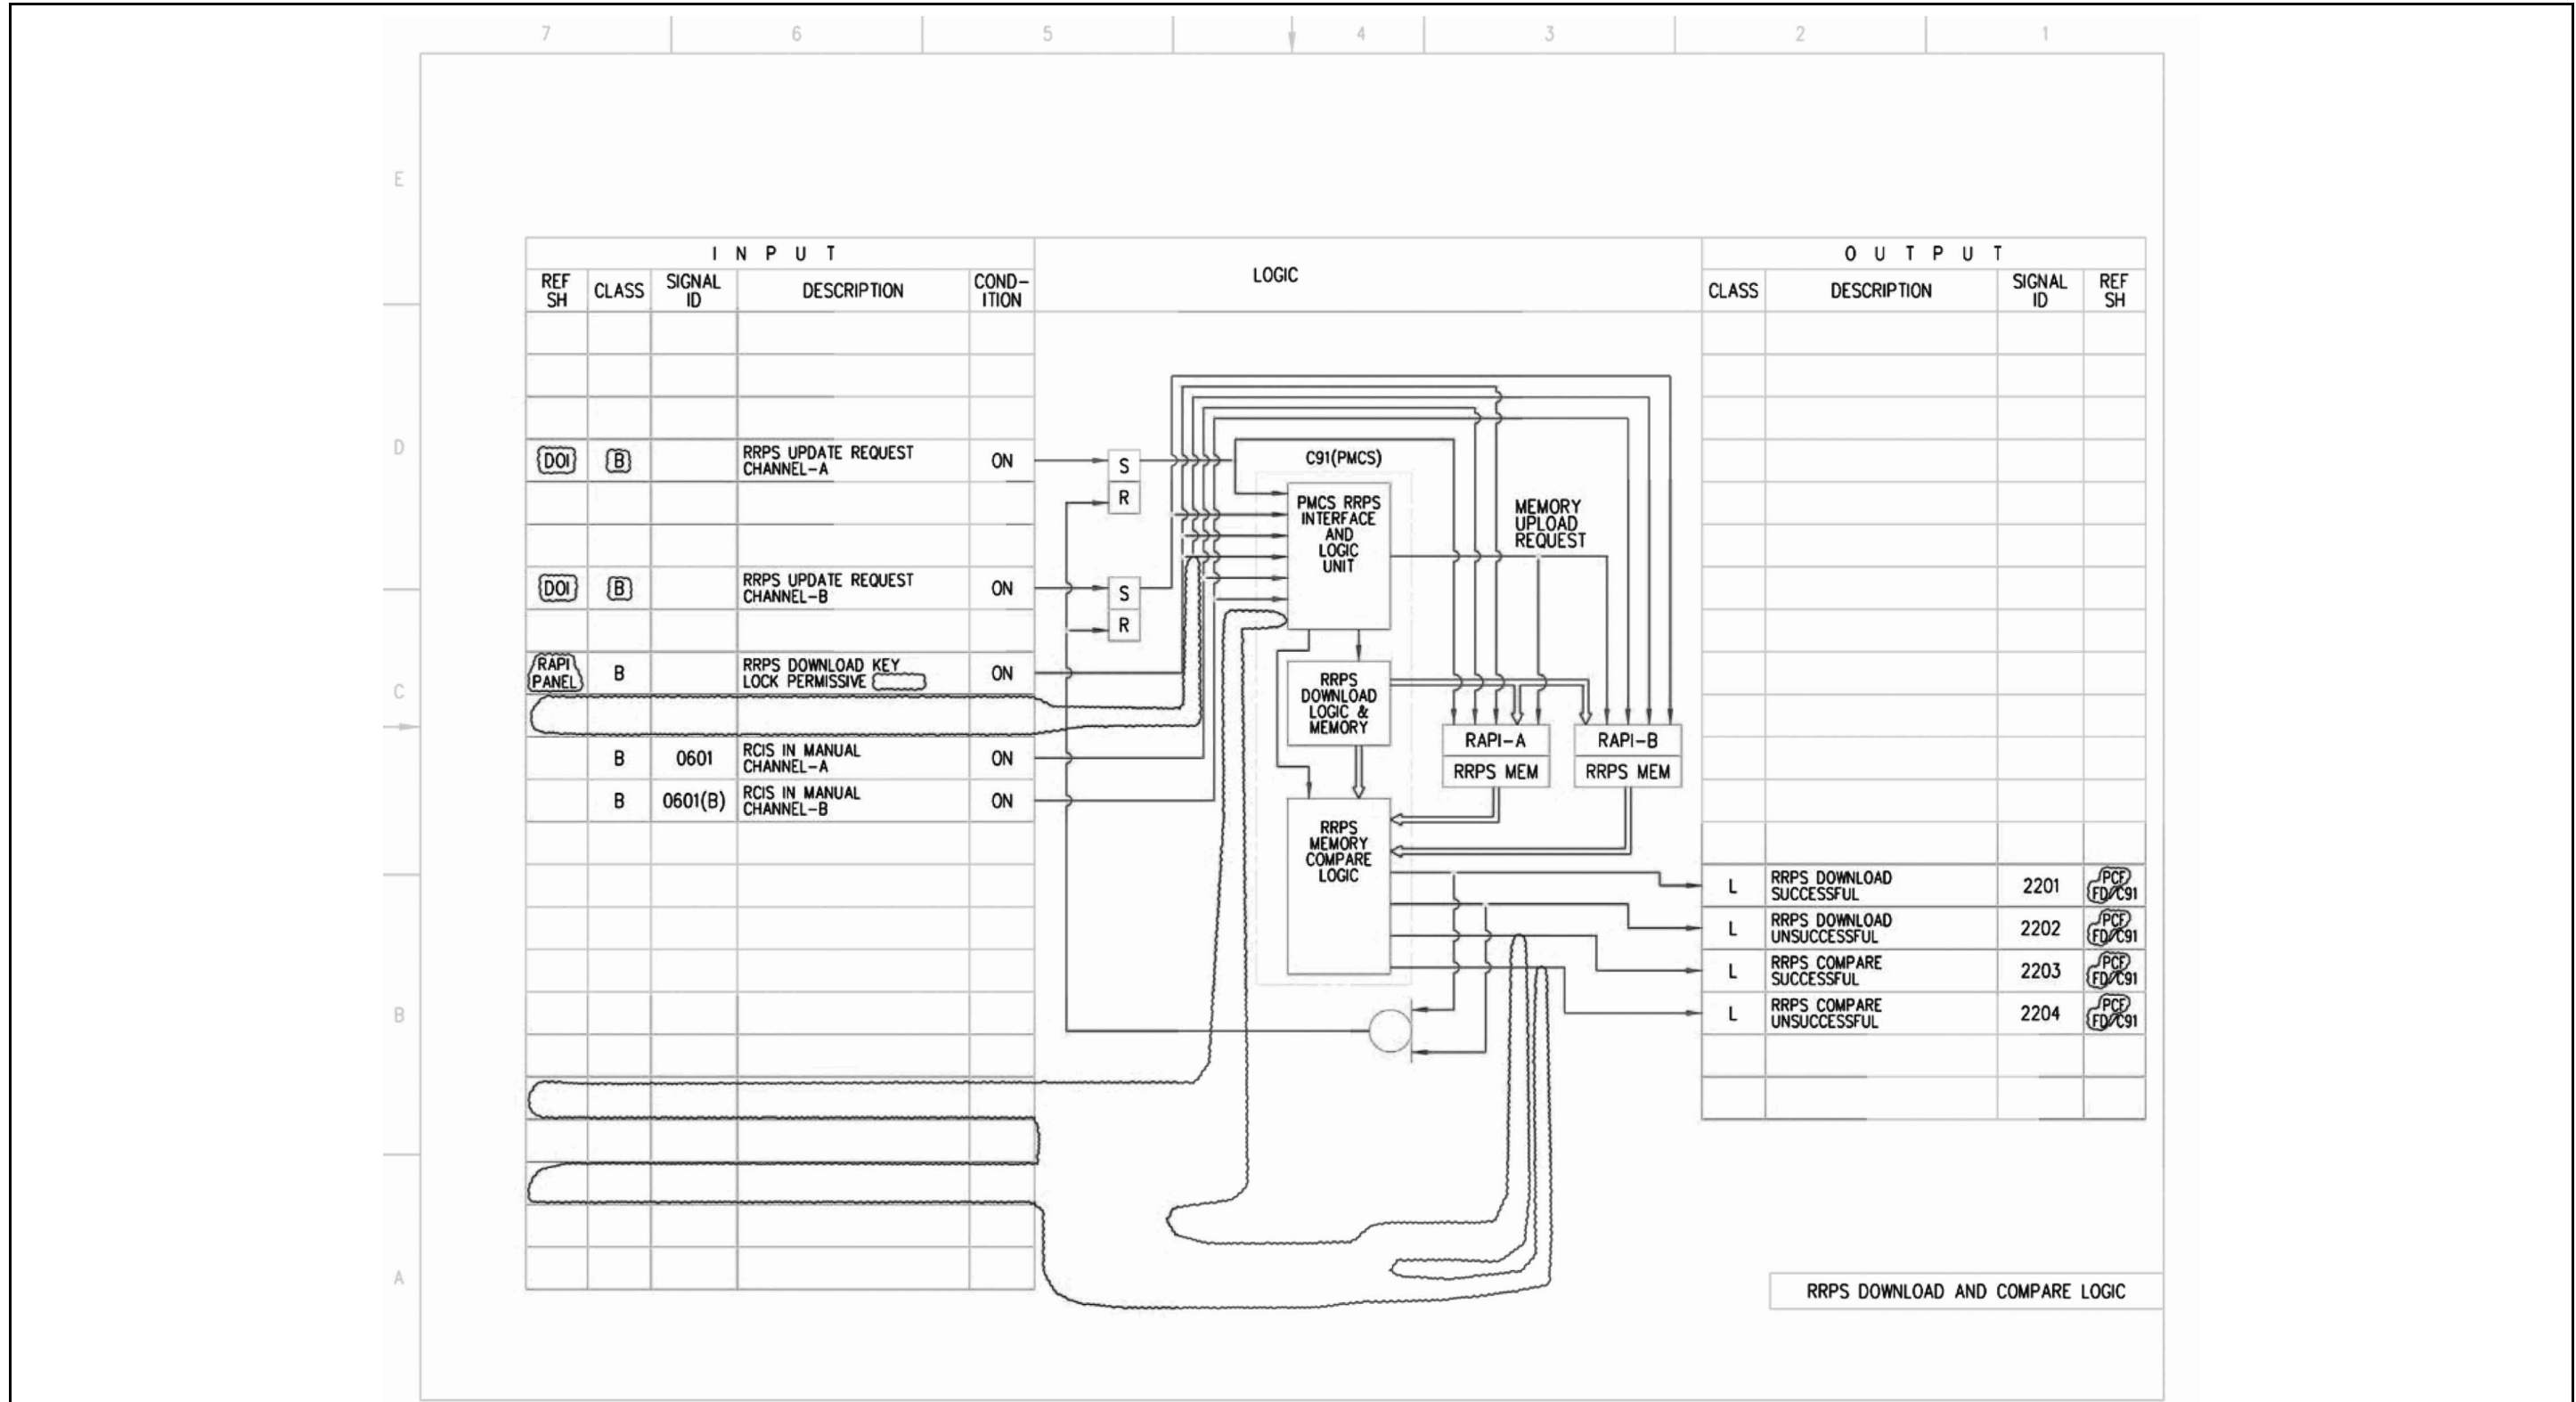 7 6 5 4 3 2 1
E
D
C
B
A
I N P U T
REF
SH
CLASS
SIGNAL
ID
DESCRIPTION
COND-
ITION
LOGIC
O U T P U T
CLASS
DESCRIPTION
SIGNAL
ID
REF
SH
DOI
B
RRPS UPDATE REQUEST
CHANNEL-A
ON
DOI
B
RRPS UPDATE REQUEST
CHANNEL-B
ON
RAPI
PANEL
B
RRPS DOWNLOAD KEY
LOCK PERMISSIVE
ON
B
0601
RCIS IN MANUAL
CHANNEL-A
ON
B
0601(B)
RCIS IN MANUAL
CHANNEL-B
ON
S
R
S
R
C91(PMCS)
PMCS RRPS
INTERFACE
AND
LOGIC
UNIT
MEMORY
UPLOAD
REQUEST
RRPS
DOWNLOAD
LOGIC &
MEMORY
RAPI-A
RRPS MEM
RAPI-B
RRPS MEM
RRPS
MEMORY
COMPARE
LOGIC
L
RRPS DOWNLOAD
SUCCESSFUL
2201
PCF
FD/C91
L
RRPS DOWNLOAD
UNSUCCESSFUL
2202
PCF
FD/C91
L
RRPS COMPARE
SUCCESSFUL
2203
PCF
FD/C91
L
RRPS COMPARE
UNSUCCESSFUL
2204
PCF
FD/C91
RRPS DOWNLOAD AND COMPARE LOGIC